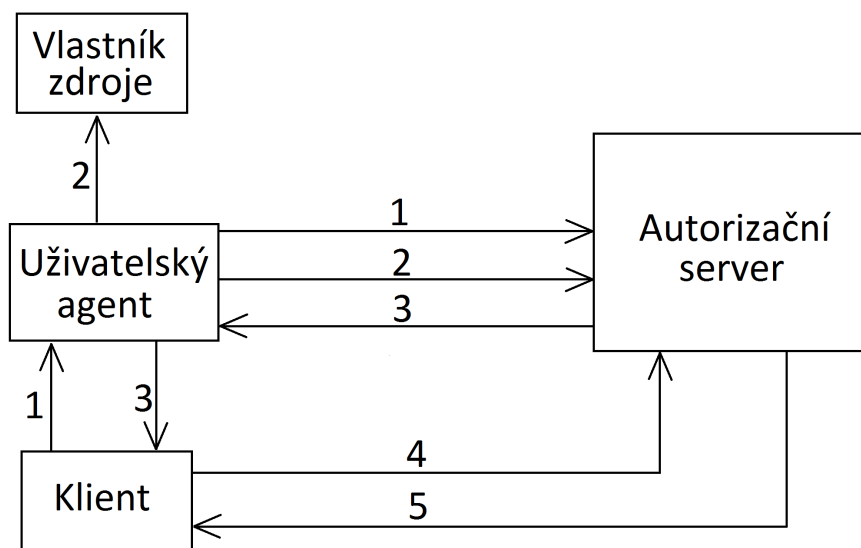 Vlastník
zdroje
2
1
Uživatelský
agent
2
Autorizační
server
3
1
3
4
Klient
5